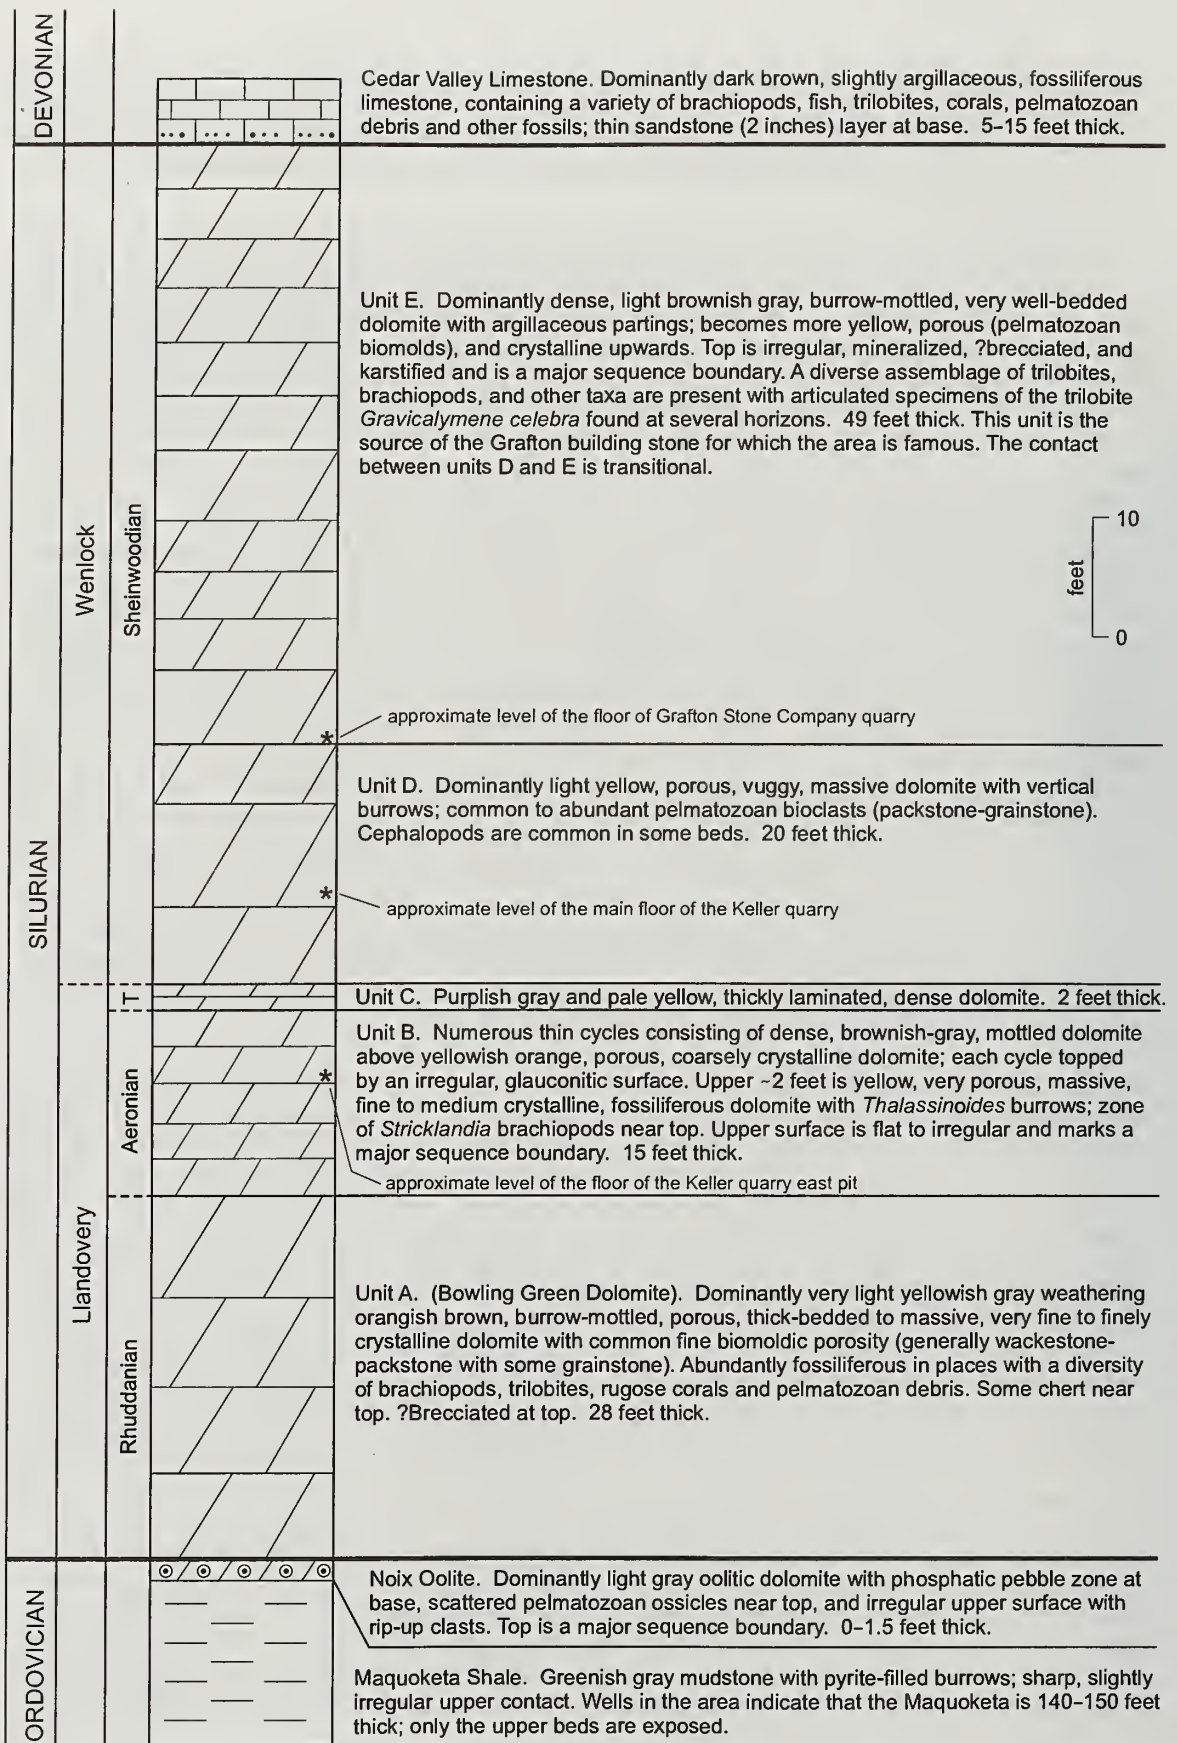 DEVONIAN
Cedar Valley Limestone. Dominantly dark brown, slightly argillaceous, fossiliferous
limestone, containing a variety of brachiopods, fish, trilobites, corals, pelmatozoan
debris and other fossils; thin sandstone (2 inches) layer at base. 5–15 feet thick.
SILURIAN
Wenlock
Sheinwoodian
Unit E. Dominantly dense, light brownish gray, burrow-mottled, very well-bedded
dolomite with argillaceous partings; becomes more yellow, porous (pelmatozoan
biomolds), and crystalline upwards. Top is irregular, mineralized, ?brecciated, and
karstified and is a major sequence boundary. A diverse assemblage of trilobites,
brachiopods, and other taxa are present with articulated specimens of the trilobite
Gravicalymene celebra found at several horizons. 49 feet thick. This unit is the
source of the Grafton building stone for which the area is famous. The contact
between units D and E is transitional.
10
feet
0
* approximate level of the floor of Grafton Stone Company quarry
Unit D. Dominantly light yellow, porous, vuggy, massive dolomite with vertical
burrows; common to abundant pelmatozoan bioclasts (packstone-grainstone).
Cephalopods are common in some beds. 20 feet thick.
* approximate level of the main floor of the Keller quarry
Llandovery
T
Unit C. Purplish gray and pale yellow, thickly laminated, dense dolomite. 2 feet thick.
Aeronian
Unit B. Numerous thin cycles consisting of dense, brownish-gray, mottled dolomite
above yellowish orange, porous, coarsely crystalline dolomite; each cycle topped
by an irregular, glauconitic surface. Upper ~2 feet is yellow, very porous, massive,
fine to medium crystalline, fossiliferous dolomite with Thalassinoides burrows; zone
of Stricklandia brachiopods near top. Upper surface is flat to irregular and marks a
major sequence boundary. 15 feet thick.
* approximate level of the floor of the Keller quarry east pit
Rhuddanian
Unit A. (Bowling Green Dolomite). Dominantly very light yellowish gray weathering
orangish brown, burrow-mottled, porous, thick-bedded to massive, very fine to finely
crystalline dolomite with common fine biomoldic porosity (generally wackestone-
packstone with some grainstone). Abundantly fossiliferous in places with a diversity
of brachiopods, trilobites, rugose corals and pelmatozoan debris. Some chert near
top. ?Brecciated at top. 28 feet thick.
ORDOVICIAN
Noix Oolite. Dominantly light gray oolitic dolomite with phosphatic pebble zone at
base, scattered pelmatozoan ossicles near top, and irregular upper surface with
rip-up clasts. Top is a major sequence boundary. 0–1.5 feet thick.
Maquoketa Shale. Greenish gray mudstone with pyrite-filled burrows; sharp, slightly
irregular upper contact. Wells in the area indicate that the Maquoketa is 140–150 feet
thick; only the upper beds are exposed.